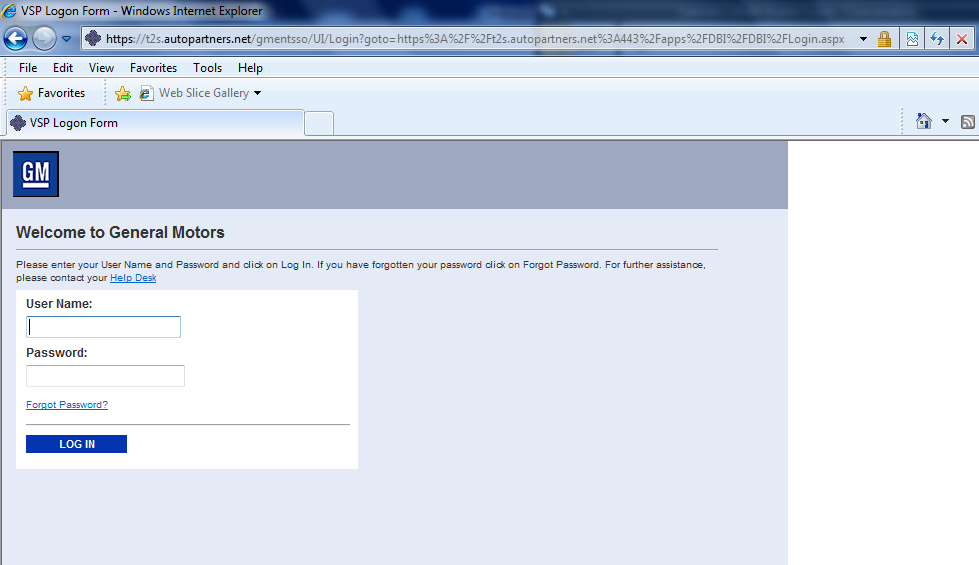 VSP Logon Form - Windows Internet Explorer
https://t2s.autopartners.net/gmentsso/UI/Login?goto=https%3A%2F%2Ft2s.autopartners.net%3A443%2Fapps%2FDBI%2FDBI%2FLogin.aspx
File Edit View Favorites Tools Help
Favorites Web Slice Gallery
VSP Logon Form
GM
Welcome to General Motors
Please enter your User Name and Password and click on Log In. If you have forgotten your password click on Forgot Password. For further assistance,
please contact your Help Desk
User Name:
Password:
Forgot Password?
LOG IN